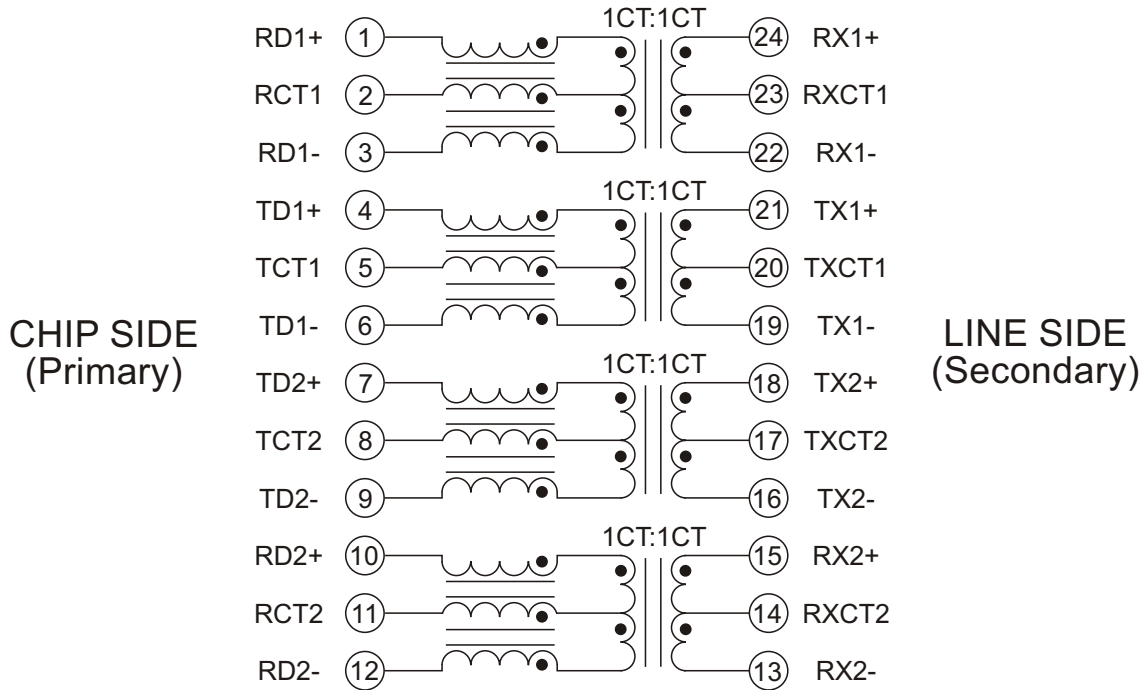 1CT:1CT
RD1+ 1 24 RX1+
RCT1 2 23 RXCT1
RD1- 3 22 RX1-
1CT:1CT
TD1+ 4 21 TX1+
TCT1 5 20 TXCT1
TD1- 6 19 TX1-
CHIP SIDE
(Primary)
LINE SIDE
(Secondary)
1CT:1CT
TD2+ 7 18 TX2+
TCT2 8 17 TXCT2
TD2- 9 16 TX2-
1CT:1CT
RD2+ 10 15 RX2+
RCT2 11 14 RXCT2
RD2- 12 13 RX2-